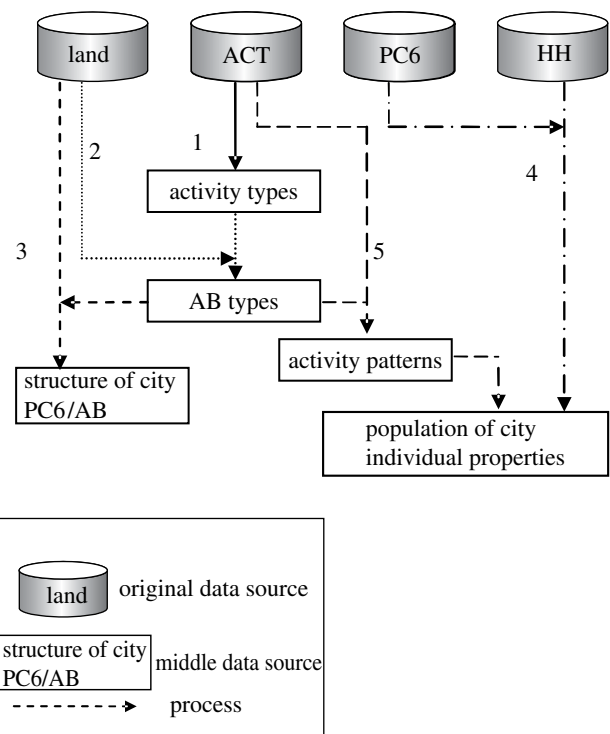 land
ACT
PC6
HH
2
1
4
activity types
3
5
AB types
activity patterns
structure of city
PC6/AB
population of city
individual properties
land
original data source
structure of city
PC6/AB
middle data source
process